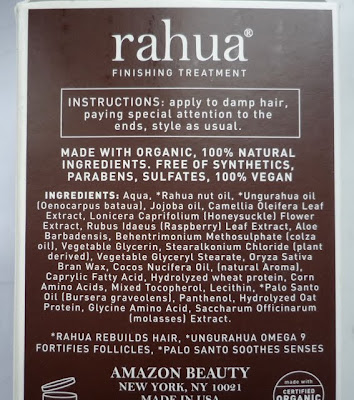 rahua®
FINISHING TREATMENT
INSTRUCTIONS: apply to damp hair,
paying special attention to the
ends, style as usual.
MADE WITH ORGANIC, 100% NATURAL
INGREDIENTS. FREE OF SYNTHETICS,
PARABENS, SULFATES, 100% VEGAN
INGREDIENTS: Aqua, *Rahua nut oil, *Ungurahua oil
(Oenocarpus bataua), Jojoba oil, Camellia Oleifera Leaf
Extract, Lonicera Caprifolium (Honeysuckle) Flower
Extract, Rubus Idaeus (Raspberry) Leaf Extract, Aloe
Barbadensis, Behentrimonium Methosulphate (colza
oil), Vegetable Glycerin, Stearalkonium Chloride (plant
derived), Vegetable Glyceryl Stearate, Oryza Sativa
Bran Wax, Cocos Nucifera Oil, (natural Aroma),
Caprylic Fatty Acid, Hydrolyzed wheat protein, Corn
Amino Acids, Mixed Tocopherol, Lecithin, *Palo Santo
Oil (Bursera graveolens), Panthenol, Hydrolyzed Oat
Protein, Glycine Amino Acid, Saccharum Officinarum
(molasses) Extract.
*RAHUA REBUILDS HAIR, *UNGURAHUA OMEGA 9
FORTIFIES FOLLICLES, *PALO SANTO SOOTHES SENSES
AMAZON BEAUTY
NEW YORK, NY 10021
MADE IN USA
made with
CERTIFIED
ORGANIC